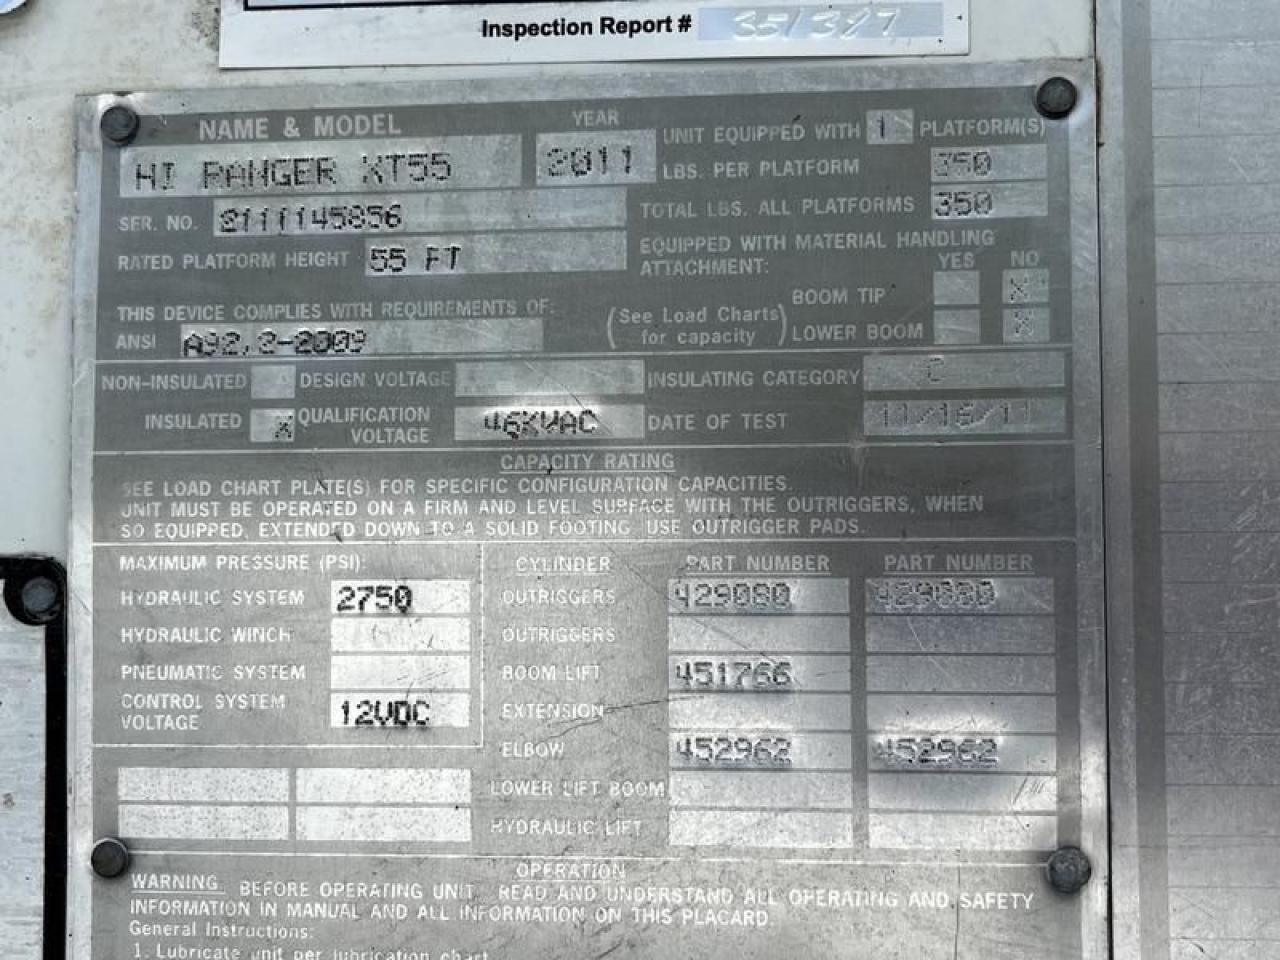 Inspection Report # 351327
NAME & MODEL
HI RANGER XT55
YEAR
2011
SER. NO. 2111145856
RATED PLATFORM HEIGHT 55 FT
THIS DEVICE COMPLIES WITH REQUIREMENTS OF:
ANSI A92.2-2009
UNIT EQUIPPED WITH 1 PLATFORM(S)
LBS. PER PLATFORM 350
TOTAL LBS. ALL PLATFORMS 350
EQUIPPED WITH MATERIAL HANDLING
ATTACHMENT: YES NO
BOOM TIP X
(See Load Charts for capacity) LOWER BOOM X
NON-INSULATED DESIGN VOLTAGE INSULATING CATEGORY C
INSULATED X QUALIFICATION VOLTAGE 46KVAC DATE OF TEST 11/16/11
CAPACITY RATING
SEE LOAD CHART PLATE(S) FOR SPECIFIC CONFIGURATION CAPACITIES.
UNIT MUST BE OPERATED ON A FIRM AND LEVEL SURFACE WITH THE OUTRIGGERS, WHEN
SO EQUIPPED, EXTENDED DOWN TO A SOLID FOOTING, USE OUTRIGGER PADS.
MAXIMUM PRESSURE (PSI):
HYDRAULIC SYSTEM 2750
HYDRAULIC WINCH
PNEUMATIC SYSTEM
CONTROL SYSTEM VOLTAGE 12VDC
CYLINDER PART NUMBER PART NUMBER
OUTRIGGERS 429080 429080
OUTRIGGERS
BOOM LIFT 451766
EXTENSION
ELBOW 452962 452962
LOWER LIFT BOOM
HYDRAULIC LIFT
OPERATION
WARNING. BEFORE OPERATING UNIT, READ AND UNDERSTAND ALL OPERATING AND SAFETY
INFORMATION IN MANUAL AND ALL INFORMATION ON THIS PLACARD.
General Instructions:
1. Lubricate unit per lubrication chart